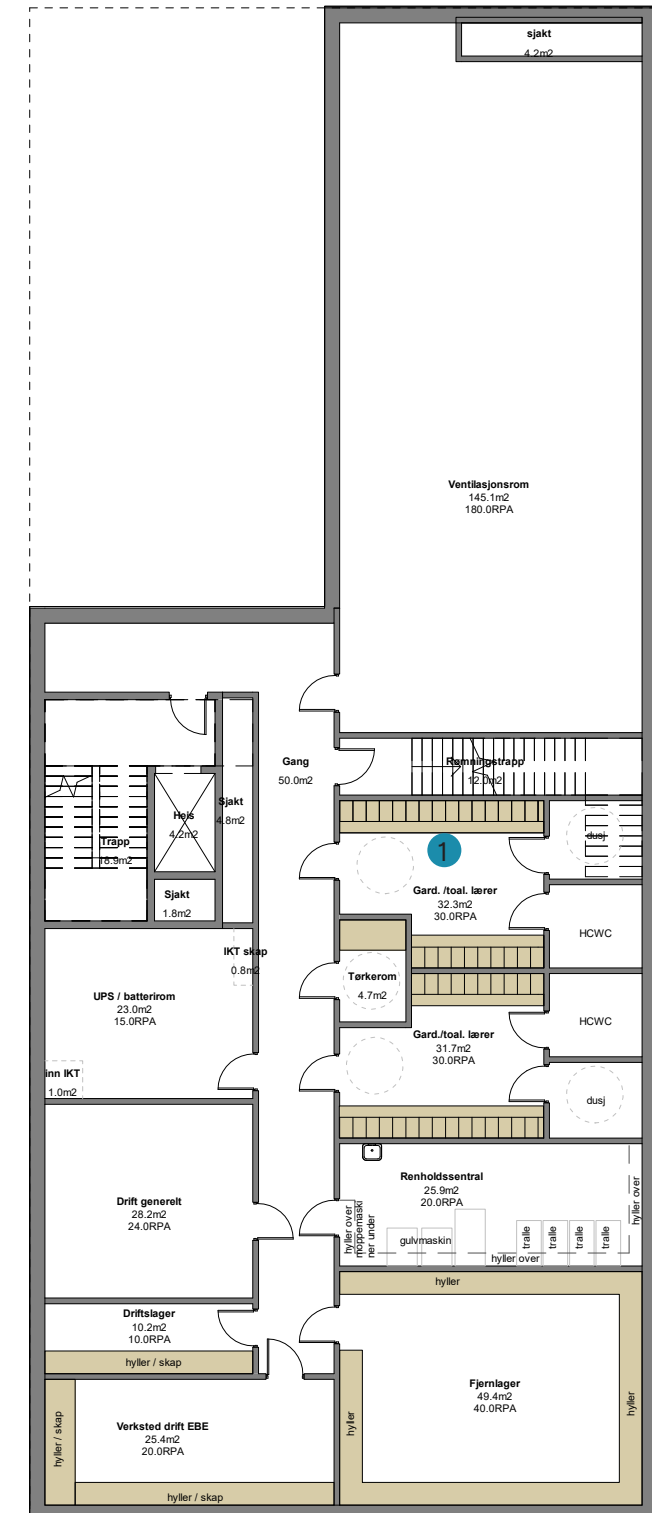 sjakt
4.2m2
Ventilasjonsrom
145.1m2
180.0RPA
Gang
50.0m2
Rømningstrapp
12.0m2
Sjakt
4.8m2
Heis
4.2m2
Trapp
18.9m2
Sjakt
1.8m2
1
dusj
Gard. /toal. lærer
32.3m2
30.0RPA
HCWC
IKT skap
0.8m2
Tørkerom
4.7m2
UPS / batterirom
23.0m2
15.0RPA
HCWC
Gard./toal. lærer
31.7m2
30.0RPA
inn IKT
1.0m2
dusj
Renholdssentral
25.9m2
20.0RPA
Drift generelt
28.2m2
24.0RPA
hyller over
moppemaski
ner under
gulvmaskin
tralle
tralle
tralle
tralle
hyller over
hyller over
hyller
Driftslager
10.2m2
10.0RPA
hyller / skap
Fjernlager
49.4m2
40.0RPA
hyller
hyller
Verksted drift EBE
25.4m2
20.0RPA
hyller / skap
hyller / skap